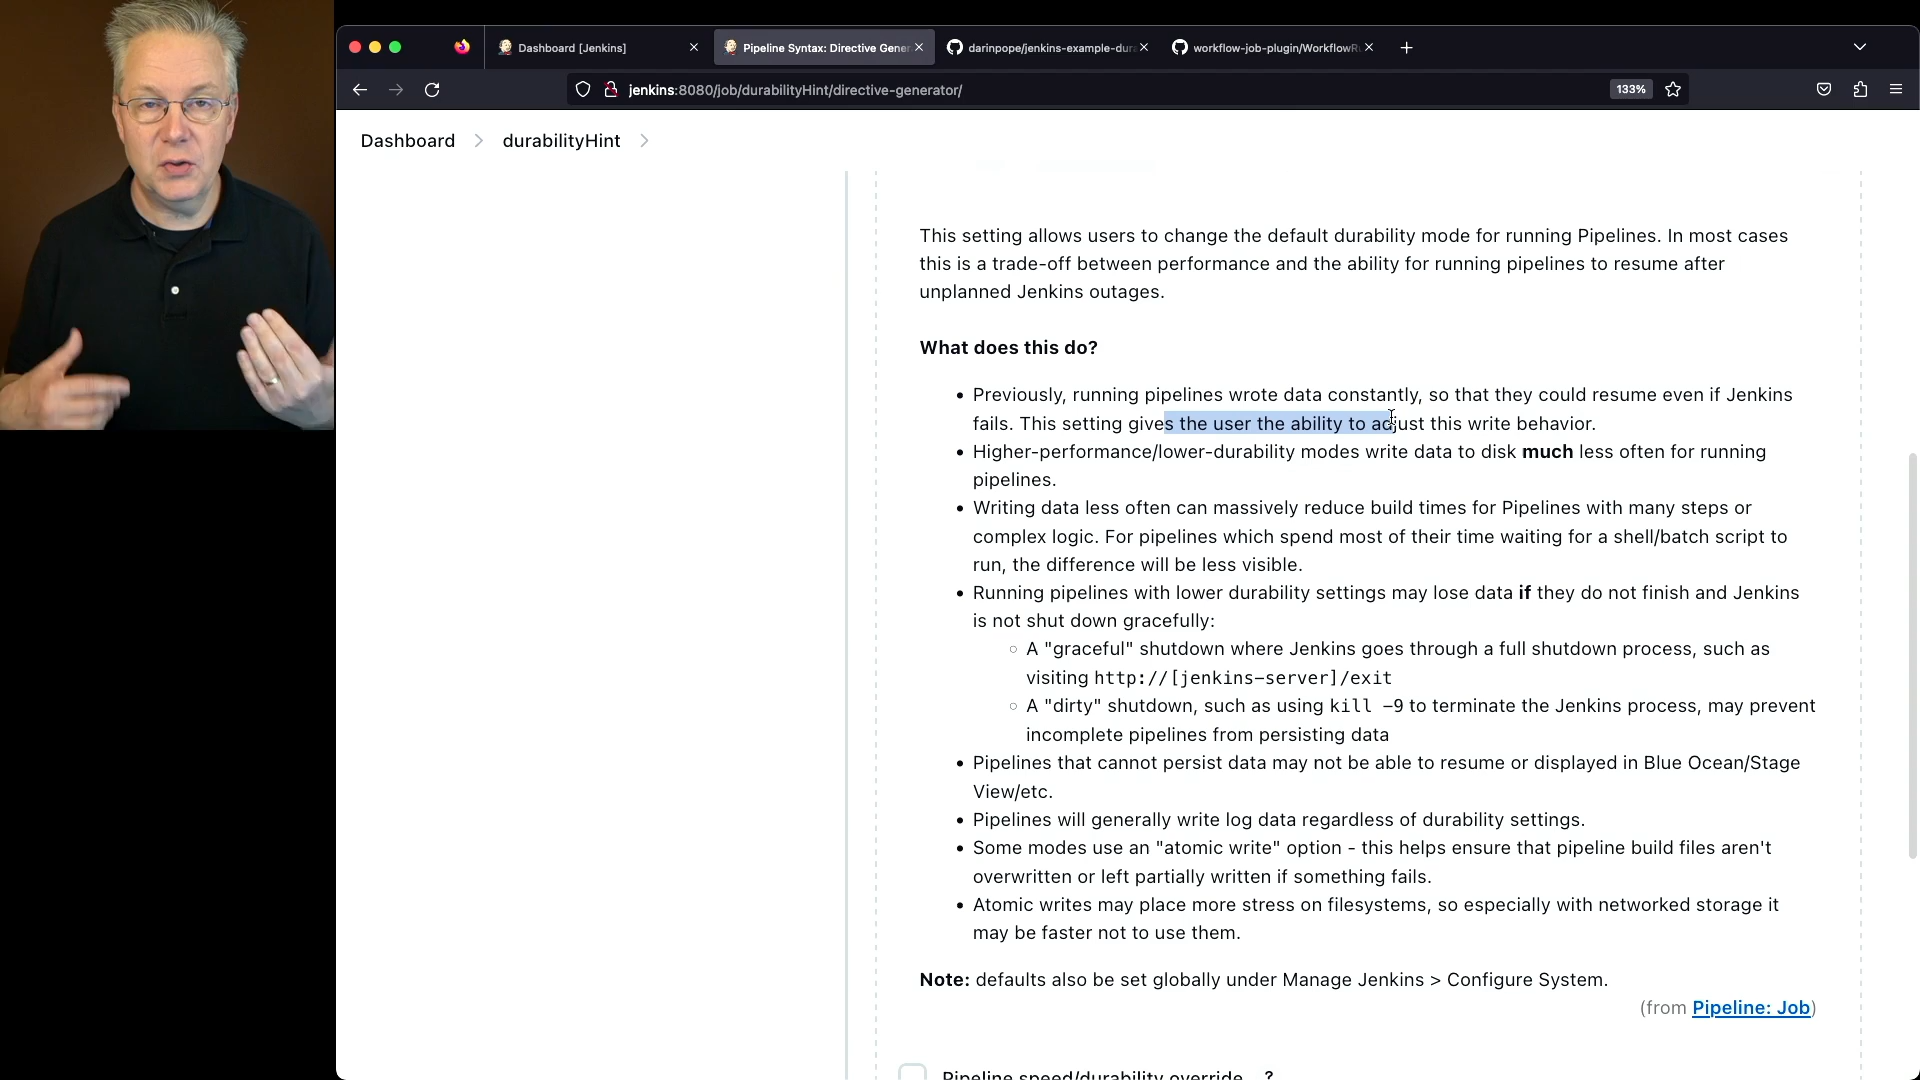 Dashboard [Jenkins]
Pipeline Syntax: Directive Gener
darinpope/jenkins-example-dur
workflow-job-plugin/WorkflowR
jenkins:8080/job/durabilityHint/directive-generator/
133%
Dashboard
durabilityHint
This setting allows users to change the default durability mode for running Pipelines. In most cases
this is a trade-off between performance and the ability for running pipelines to resume after
unplanned Jenkins outages.
What does this do?
• Previously, running pipelines wrote data constantly, so that they could resume even if Jenkins
fails. This setting gives the user the ability to adjust this write behavior.
• Higher-performance/lower-durability modes write data to disk much less often for running
pipelines.
• Writing data less often can massively reduce build times for Pipelines with many steps or
complex logic. For pipelines which spend most of their time waiting for a shell/batch script to
run, the difference will be less visible.
• Running pipelines with lower durability settings may lose data if they do not finish and Jenkins
is not shut down gracefully:
○ A "graceful" shutdown where Jenkins goes through a full shutdown process, such as
visiting http://[jenkins-server]/exit
○ A "dirty" shutdown, such as using kill -9 to terminate the Jenkins process, may prevent
incomplete pipelines from persisting data
• Pipelines that cannot persist data may not be able to resume or displayed in Blue Ocean/Stage
View/etc.
• Pipelines will generally write log data regardless of durability settings.
• Some modes use an "atomic write" option - this helps ensure that pipeline build files aren't
overwritten or left partially written if something fails.
• Atomic writes may place more stress on filesystems, so especially with networked storage it
may be faster not to use them.
Note: defaults also be set globally under Manage Jenkins > Configure System.
(from Pipeline: Job)
Pipeline speed/durability override ?